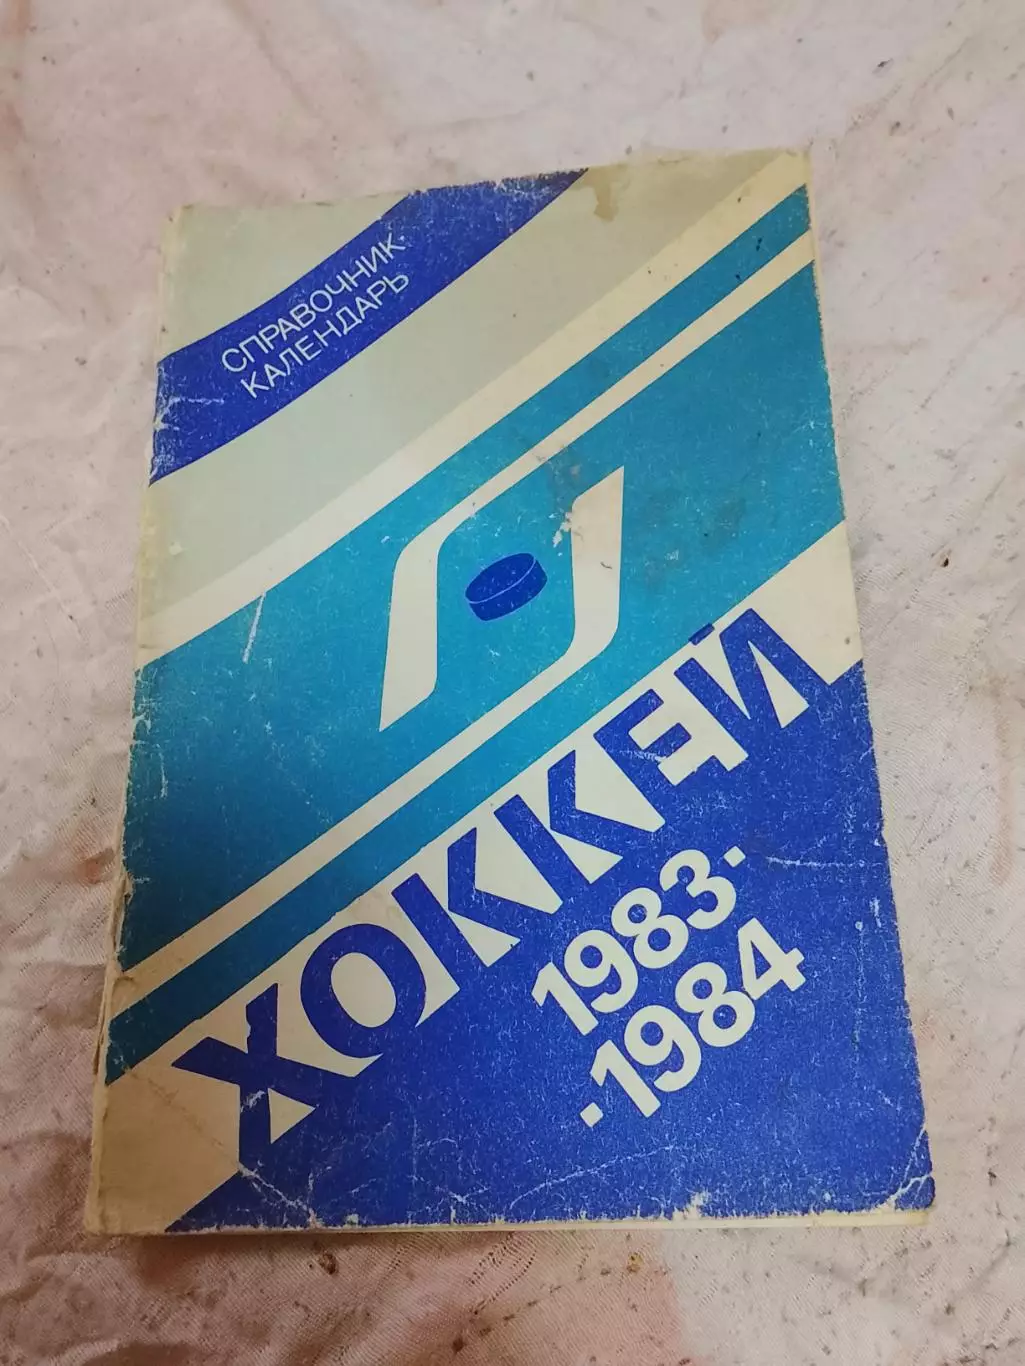 СПРАВОЧНИК-
КАЛЕНДАРЬ
ХОККЕЙ
1983·
·1984